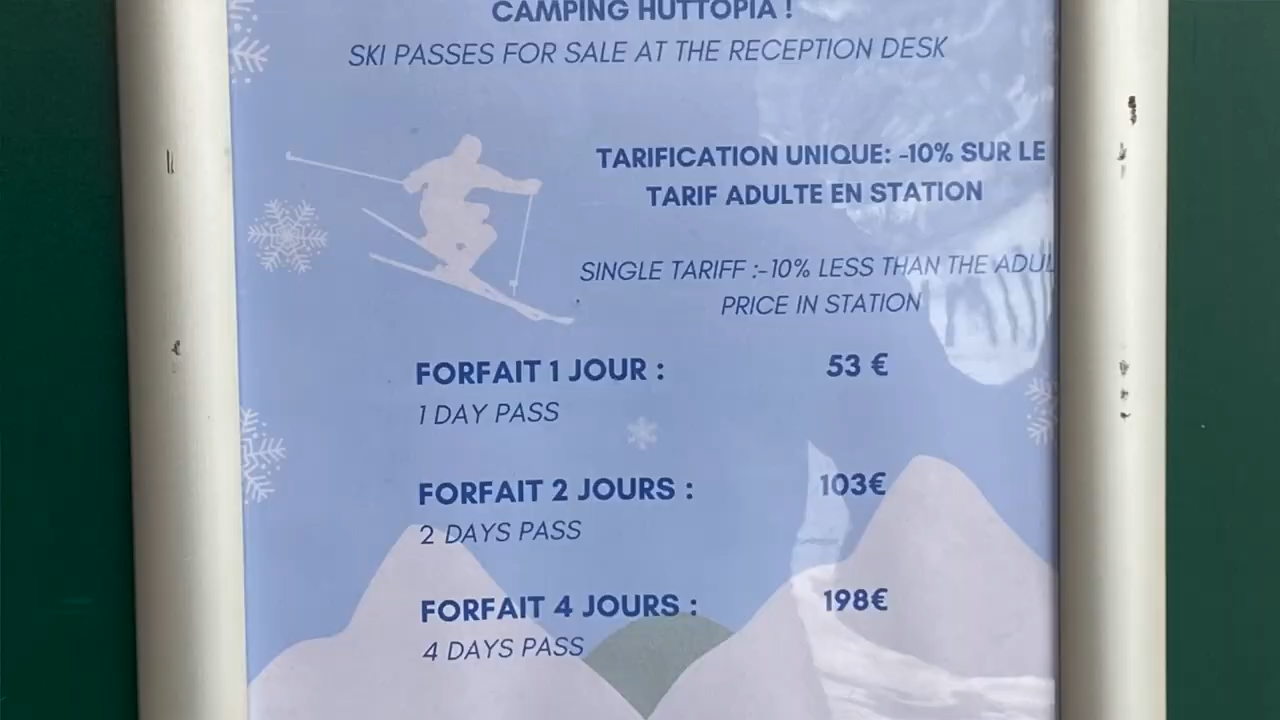 CAMPING HUTTOPIA !
SKI PASSES FOR SALE AT THE RECEPTION DESK
TARIFICATION UNIQUE: -10% SUR LE
TARIF ADULTE EN STATION
SINGLE TARIFF :-10% LESS THAN THE ADUL
PRICE IN STATION
FORFAIT 1 JOUR : 53 €
1 DAY PASS
FORFAIT 2 JOURS : 103€
2 DAYS PASS
FORFAIT 4 JOURS : 198€
4 DAYS PASS